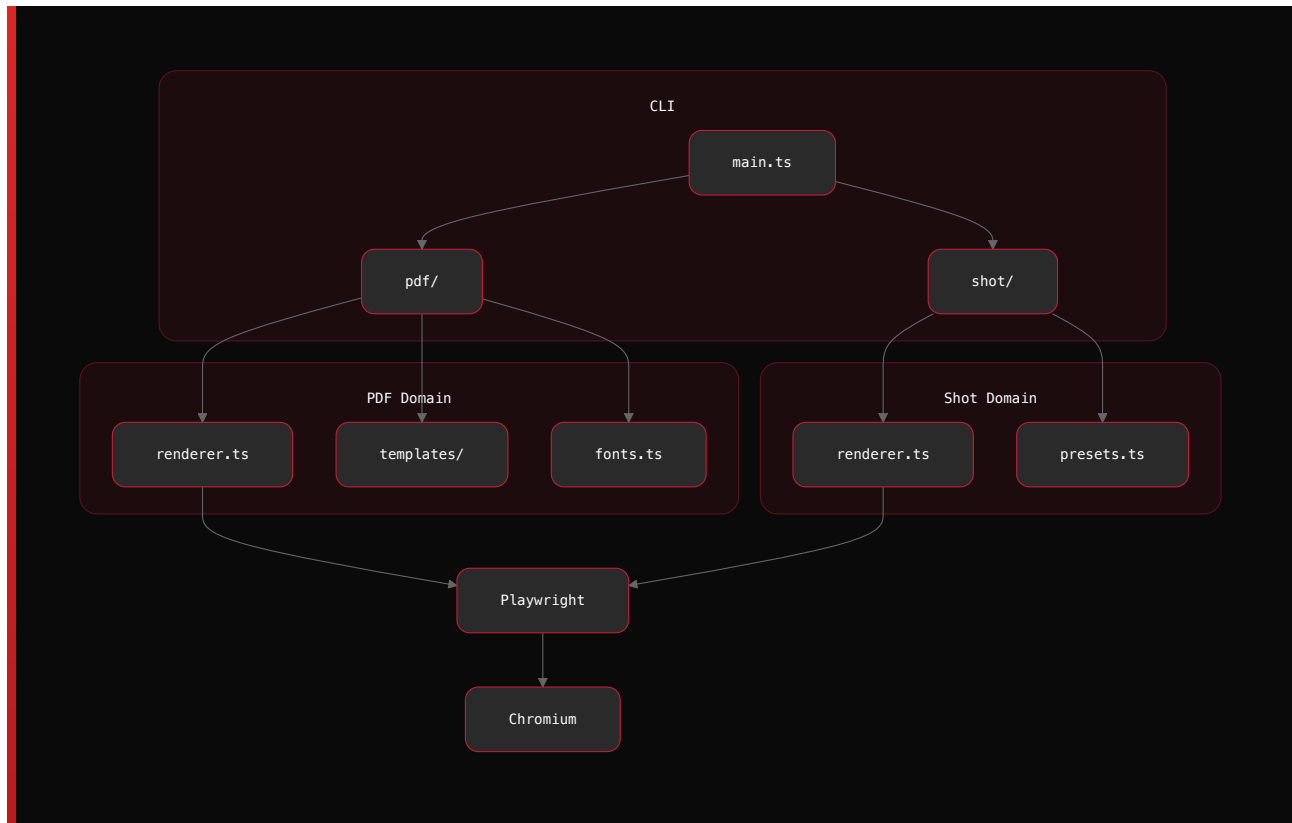 CLI
main.ts
pdf/
shot/
PDF Domain
Shot Domain
renderer.ts
templates/
fonts.ts
renderer.ts
presets.ts
Playwright
Chromium